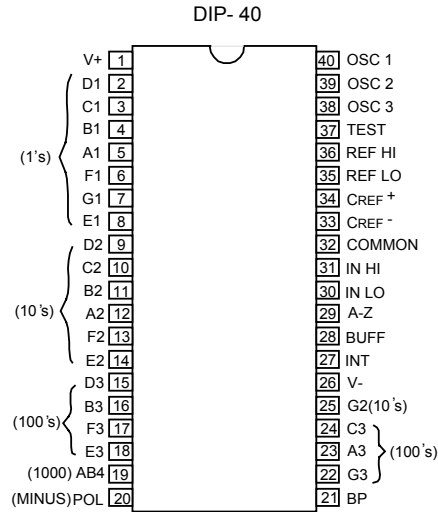 DIP- 40
V+ 1 40 OSC 1
D1 2 39 OSC 2
C1 3 38 OSC 3
B1 4 37 TEST
(1's) A1 5 36 REF HI
F1 6 35 REF LO
G1 7 34 CREF +
E1 8 33 CREF -
D2 9 32 COMMON
C2 10 31 IN HI
(10's) B2 11 30 IN LO
A2 12 29 A-Z
F2 13 28 BUFF
E2 14 27 INT
D3 15 26 V-
B3 16 25 G2(10's)
(100's) F3 17 24 C3
E3 18 23 A3 (100's)
(1000) AB4 19 22 G3
(MINUS)POL 20 21 BP